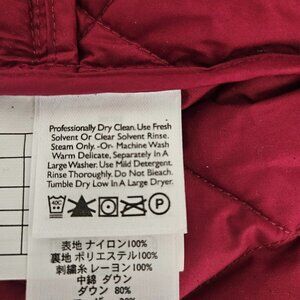 Professionally Dry Clean. Use Fresh
Solvent Or Clear Solvent Rinse.
Steam Only. -Or- Machine Wash
Warm Delicate, Separately In A
Large Washer. Use Mild Detergent.
Rinse Thoroughly. Do Not Bleach.
Tumble Dry Low In A Large Dryer.
40C P
表地 ナイロン100%
裏地 ポリエステル100%
刺繍糸 レーヨン100%
中綿 ダウン
ダウン 80%